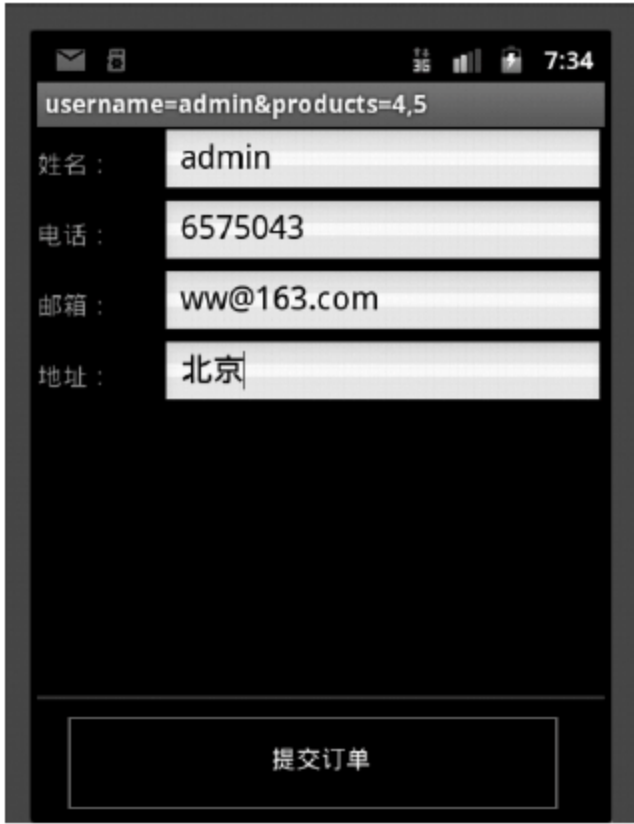 3G 7:34
username=admin&products=4,5
姓名： admin
电话： 6575043
邮箱： ww@163.com
地址： 北京
提交订单